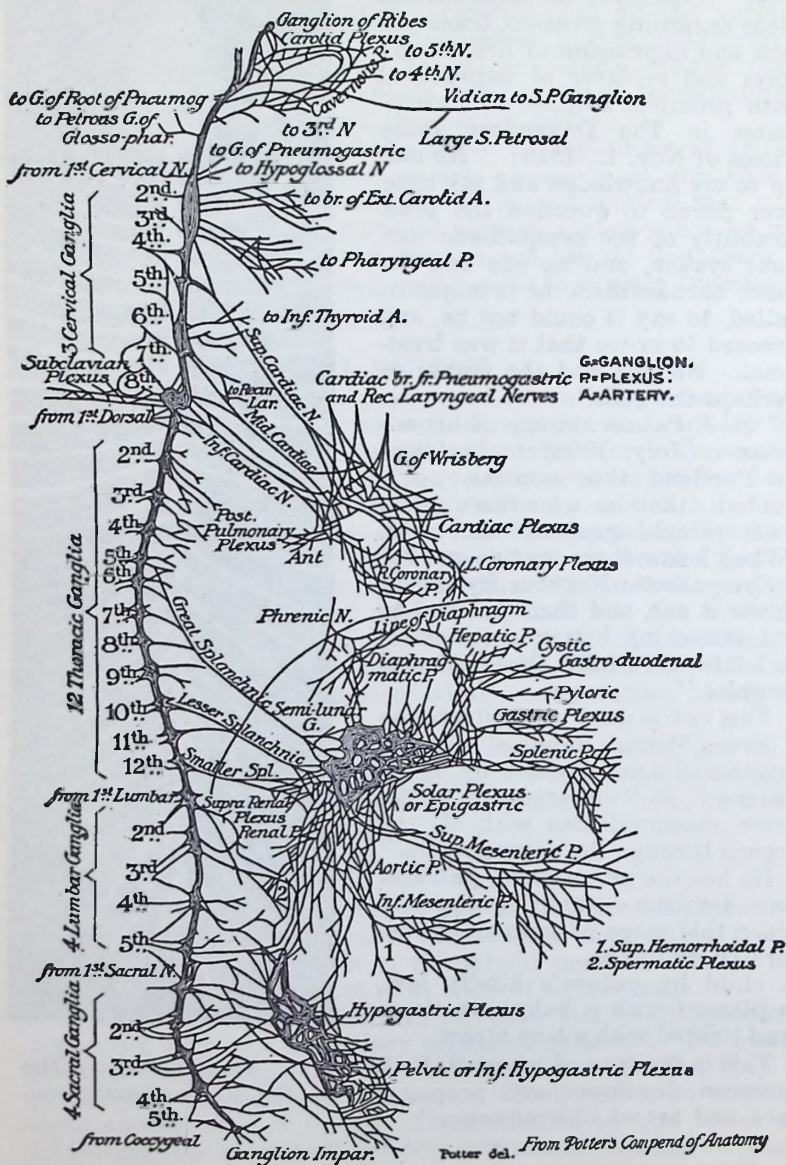 Ganglion of Ribes
Carotid Plexus
to 5th N.
to 4th N.
Cavernous P.
to G. of Root of Pneumog
Vidian to S.P. Ganglion
to Petrous G. of
Glosso-phar.
to 3rd N
Large S. Petrosal
to G. of Pneumogastric
from 1st Cervical N.
to Hypoglossal N
2nd.
to br. of Ext. Carotid A.
3rd
4th.
to Pharyngeal P.
3 Cervical Ganglia
5th
6th.
to Inf. Thyroid A.
7th.
Sup. Cardiac N.
Subclavian
Plexus
8th
to Recur
Lar.
Cardiac br. fr. Pneumogastric
and Rec. Laryngeal Nerves
G=GANGLION.
P=PLEXUS:
A=ARTERY.
from 1st Dorsal
Mid. Cardiac
Inf. Cardiac N.
2nd.
G. of Wrisberg
3rd
4th
Post.
Pulmonary
Plexus
Ant
Cardiac Plexus
5th
6th
R. Coronary
P.
L. Coronary Plexus
12 Thoracic Ganglia
7th
Great Splanchnic
Phrenic N.
Line of Diaphragm
8th
Hepatic P.
Cystic
Gastro-duodenal
9th
Diaphrag-
matic P.
Pyloric
10th
Lesser Splanchnic
Semi-lunar
G.
Gastric Plexus
11th
Splenic P.
12th
Smaller Spl.
from 1st Lumbar
Supra Renal
Plexus
Renal P.
Solar Plexus
or Epigastric
2nd
Sup. Mesenteric P.
3rd
Aortic P.
4 Lumbar Ganglia
4th
2
Inf. Mesenteric P.
5th
1
1. Sup. Hemorrhoidal P.
2. Spermatic Plexus
from 1st Sacral N.
Hypogastric Plexus
4 Sacral Ganglia
2nd
3rd
Pelvic or Inf. Hypogastric Plexus
4th
5th.
from Coccygeal
Ganglion Impar.
Potter del.
From Potter's Compend of Anatomy